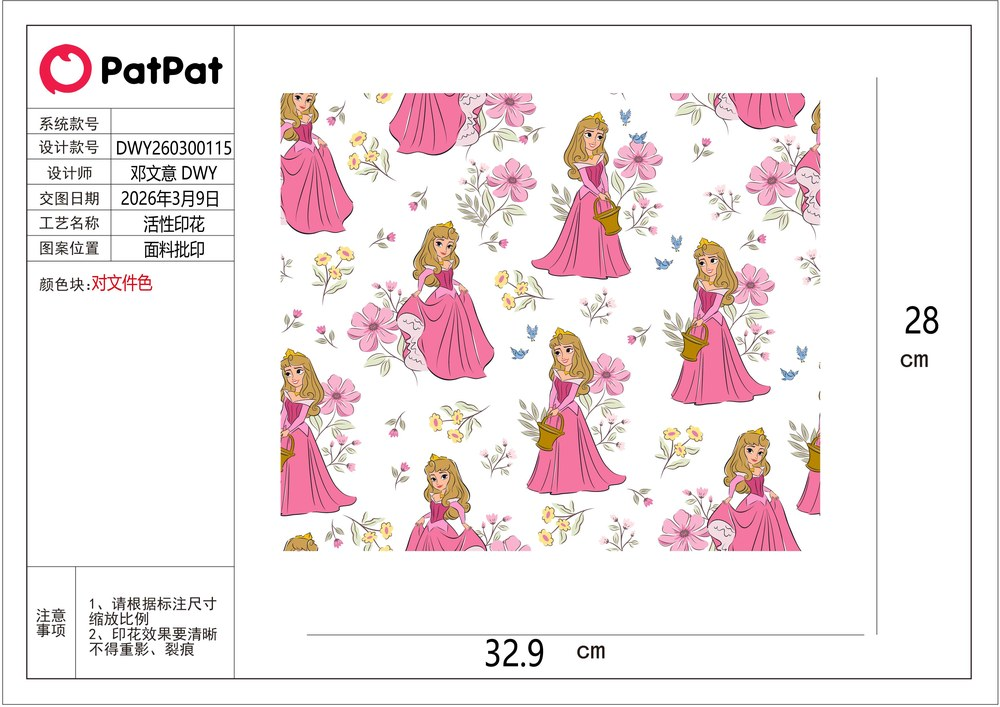 PatPat
系统款号
设计款号 DWY260300115
设计师 邓文意 DWY
交图日期 2026年3月9日
工艺名称 活性印花
图案位置 面料批印
颜色块:对文件色
28
cm
32.9 cm
注意
事项
1、请根据标注尺寸
缩放比例
2、印花效果要清晰
不得重影、裂痕